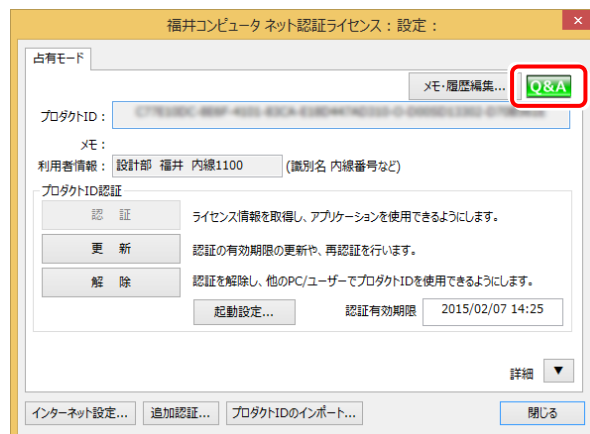 福井コンピュータ ネット認証ライセンス：設定：
占有モード
メモ・履歴編集... Q&A
プロダクトID：
メモ：
利用者情報： 設計部 福井 内線1100 (識別名 内線番号など)
プロダクトID認証
認 証 ライセンス情報を取得し、アプリケーションを使用できるようにします。
更 新 認証の有効期限の更新や、再認証を行います。
解 除 認証を解除し、他のPC/ユーザーでプロダクトIDを使用できるようにします。
起動設定... 認証有効期限 2015/02/07 14:25
詳細 ▼
インターネット設定... 追加認証... プロダクトIDのインポート... 閉じる